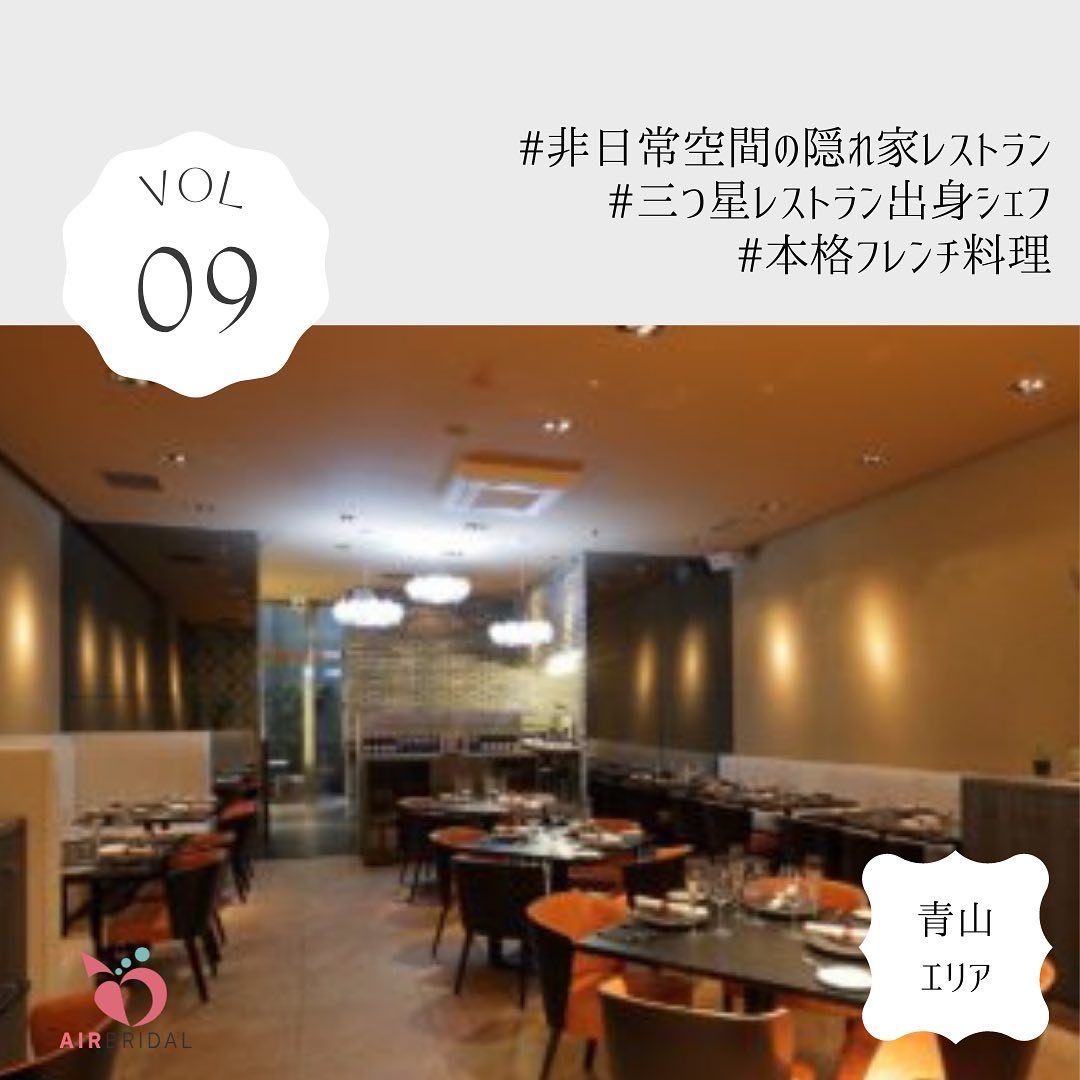 VOL
09
#非日常空間の隠れ家レストラン
#三つ星レストラン出身シェフ
#本格フレンチ料理
青山
エリア
AIRBRIDAL